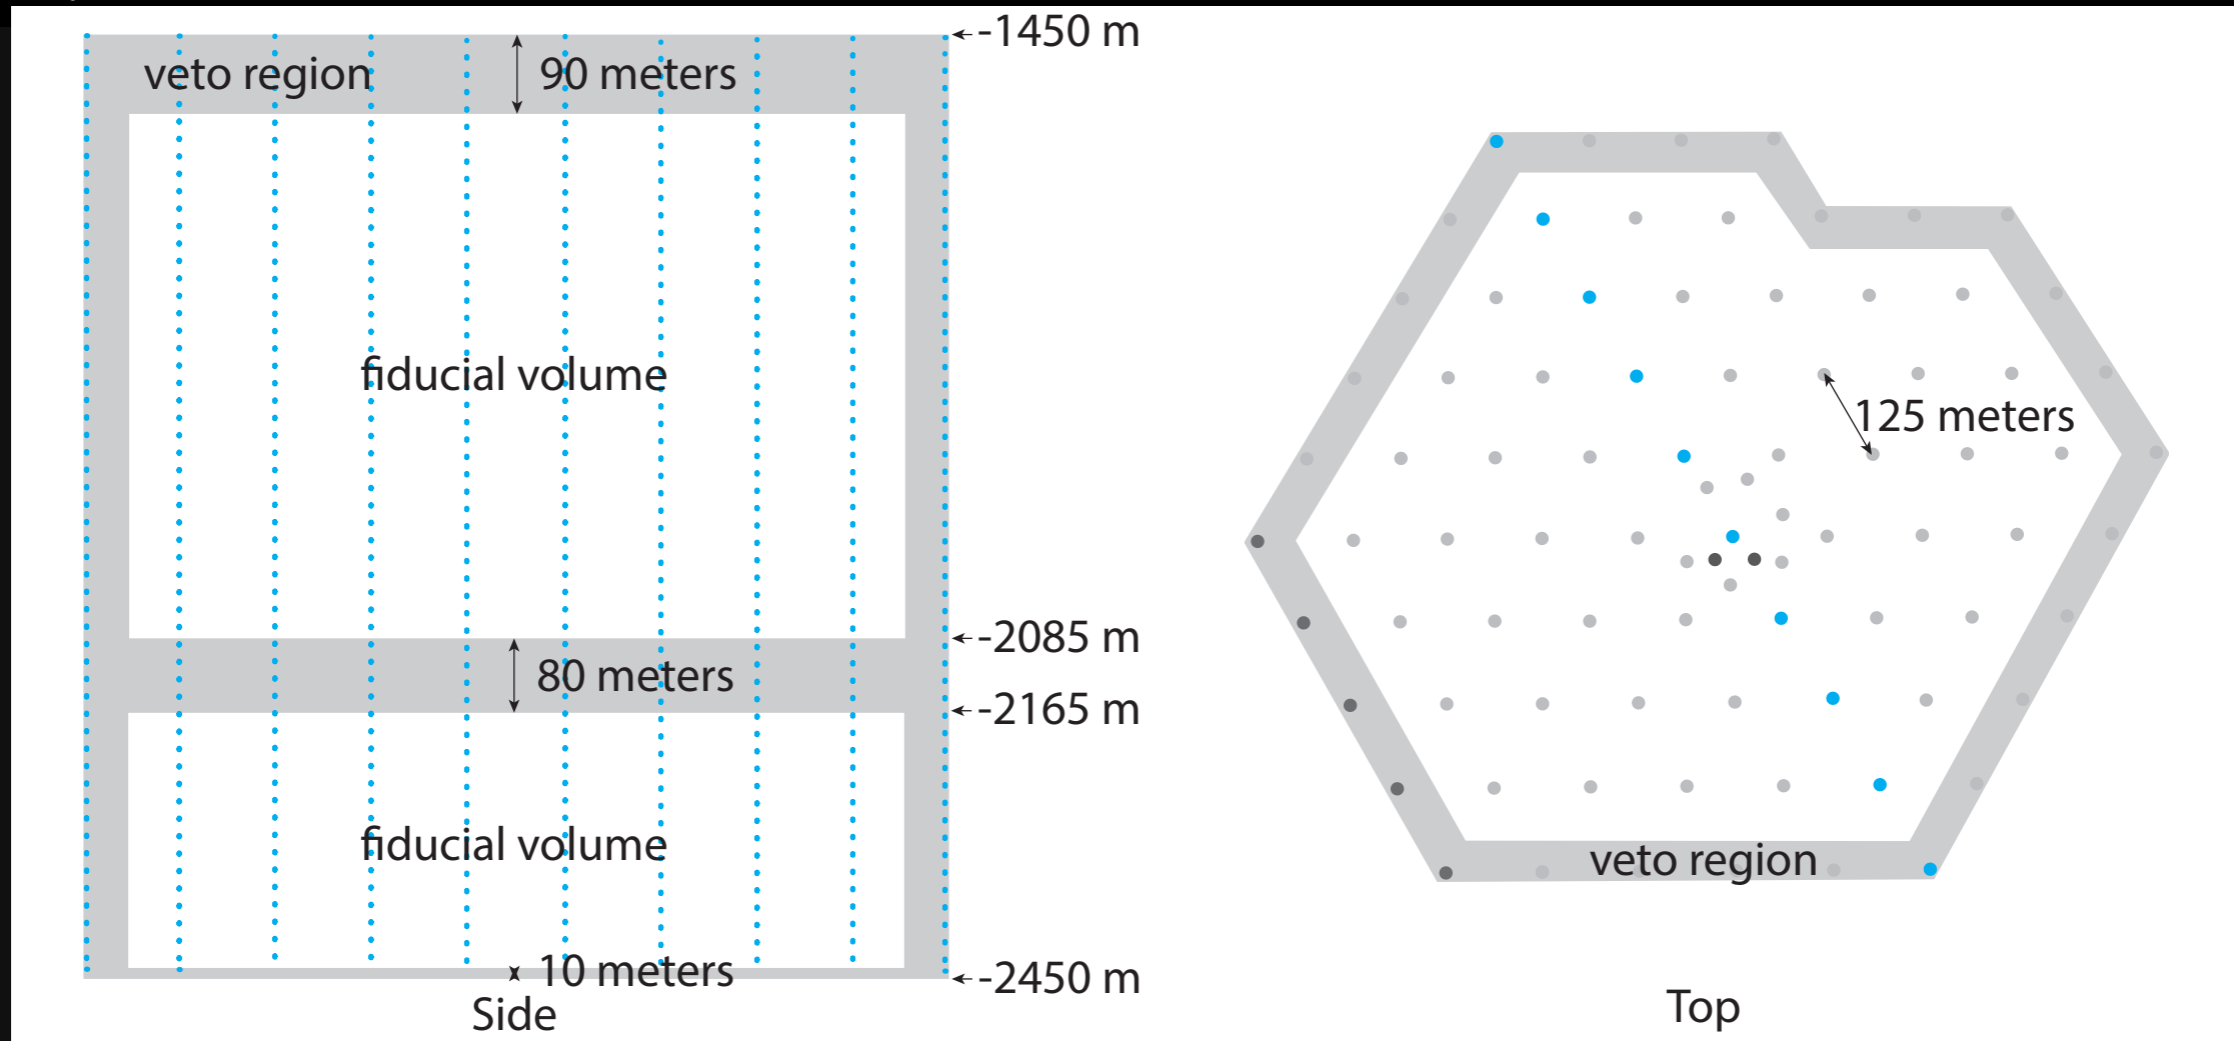 -1450 m
veto region
90 meters
fiducial volume
-2085 m
80 meters
-2165 m
fiducial volume
10 meters
-2450 m
Side
125 meters
veto region
Top